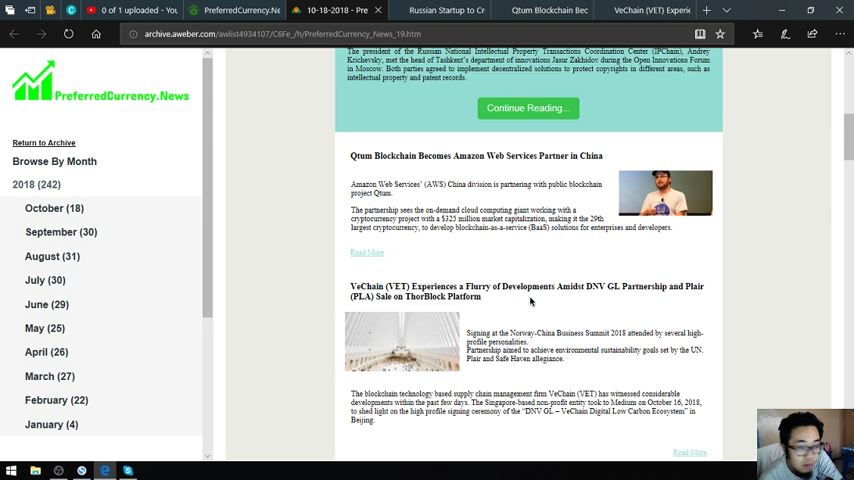 0 of 1 uploaded - You
PreferredCurrency.Ne
10-18-2018 - Pre
Russian Startup to Cr
Qtum Blockchain Bec
VeChain (VET) Experie
archive.aweber.com/awlist4934107/C6Fe_/h/PreferredCurrency_News_19.htm
PreferredCurrency.News
Return to Archive
Browse By Month
2018 (242)
October (18)
September (30)
August (31)
July (30)
June (29)
May (25)
April (26)
March (27)
February (22)
January (4)
The president of the Russian National Intellectual Property Transactions Coordination Center (IPChain), Andrey
Krichevsky, met the head of Tashkent's department of innovations Jasur Zakhidov during the Open Innovations Forum
in Moscow. Both parties agreed to implement decentralized solutions to protect copyrights in different areas, such as
intellectual property and patent records.
Continue Reading...
Qtum Blockchain Becomes Amazon Web Services Partner in China
Amazon Web Services' (AWS) China division is partnering with public blockchain
project Qtum.
The partnership sees the on-demand cloud computing giant working with a
cryptocurrency project with a $325 million market capitalization, making it the 29th
largest cryptocurrency, to develop blockchain-as-a-service (BaaS) solutions for enterprises and developers.
Read More
VeChain (VET) Experiences a Flurry of Developments Amidst DNV GL Partnership and Plair
(PLA) Sale on ThorBlock Platform
Signing at the Norway-China Business Summit 2018 attended by several high-
profile personalities.
Partnership aimed to achieve environmental sustainability goals set by the UN.
Plair and Safe Haven allegiance.
The blockchain technology based supply chain management firm VeChain (VET) has witnessed considerable
developments within the past few days. The Singapore-based non-profit entity took to Medium on October 16, 2018,
to shed light on the high profile signing ceremony of the "DNV GL – VeChain Digital Low Carbon Ecosystem" in
Beijing.
Read More